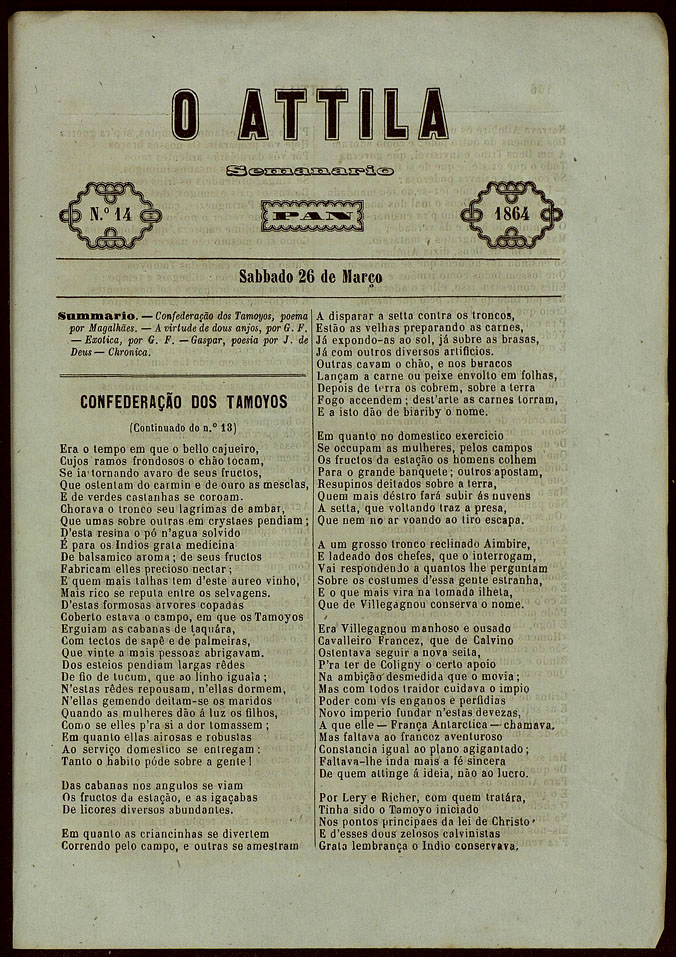 O ATTILA
Semanario
N.º 14
PAN
1864
Sabbado 26 de Março
Summario. — Confederação dos Tamoyos, poema
por Magalhães. — A virtude de dous anjos, por G. F.
— Exotica, por G. F. — Gaspar, poesia por J. de
Deus — Chronica.
CONFEDERAÇÃO DOS TAMOYOS
(Continuado do n.º 13)
Era o tempo em que o bello cajueiro,
Cujos ramos frondosos o chão tocam,
Se ia tornando avaro de seus fructos,
Que ostentam do carmin e de ouro as mesclas,
E de verdes castanhas se coroam.
Chorava o tronco seu lagrimas de ambar,
Que umas sobre outras em crystaes pendiam ;
D'esta resina o pó n'agua solvido
É para os Indios grata medicina
De balsamico aroma ; de seus fructos
Fabricam elles precioso nectar ;
E quem mais talhas tem d'este aureo vinho,
Mais rico se reputa entre os selvagens.
D'estas formosas arvores copadas
Coberto estava o campo, em que os Tamoyos
Erguiam as cabanas de taquára,
Com tectos de sapê e de palmeiras,
Que vinte a mais pessoas abrigavam.
Dos esteios pendiam largas rêdes
De fio de tucum, que ao linho iguala ;
N'estas rêdes repousam, n'ellas dormem,
N'ellas gemendo deitam-se os maridos
Quando as mulheres dão á luz os filhos,
Como se elles p'ra si a dor tomassem ;
Em quanto ellas airosas e robustas
Ao serviço domestico se entregam :
Tanto o habito póde sobre a gente !
Das cabanas nos angulos se viam
Os fructos da estação, e as igaçabas
De licores diversos abundantes.
Em quanto as criancinhas se divertem
Correndo pelo campo, e outras se amestram
A disparar a setta contra os troncos,
Estão as velhas preparando as carnes,
Já expondo-as ao sol, já sobre as brasas,
Já com outros diversos artificios.
Outras cavam o chão, e nos buracos
Lançam a carne ou peixe envolto em folhas,
Depois de terra os cobrem, sobre a terra
Fogo accendem ; dest'arte as carnes torram,
E a isto dão de biariby o nome.
Em quanto no domestico exercicio
Se occupam as mulheres, pelos campos
Os fructos da estação os homens colhem
Para o grande banquete ; outros apostam,
Resupinos deitados sobre a terra,
Quem mais déstro fará subir ás nuvens
A setta, que voltando traz a presa,
Que nem no ar voando ao tiro escapa.
A um grosso tronco reclinado Aimbire,
E ladeado dos chefes, que o interrogam,
Vai respondendo a quantos lhe perguntam
Sobre os costumes d'essa gente estranha,
E o que mais vira na tomada ilheta,
Que de Villegagnou conserva o nome.
Era Villegagnou manhoso e ousado
Cavalleiro Francez, que de Calvino
Ostentava seguir a nova seita,
P'ra ter de Coligny o certo apoio
Na ambição desmedida que o movia ;
Mas com todos traidor cuidava o impio
Poder com vís enganos e perfidias
Novo imperio fundar n'estas devezas,
A que elle — França Antarctica — chamava.
Mas faltava ao francez aventuroso
Constancia igual ao plano agigantado ;
Faltava-lhe inda mais a fé sincera
De quem attinge á ideia, não ao lucro.
Por Lery e Richer, com quem tratára,
Tinha sido o Tamoyo iniciado
Nos pontos principaes da lei de Christo
E d'esses dous zelosos calvinistas
Grata lembrança o Indio conservava.